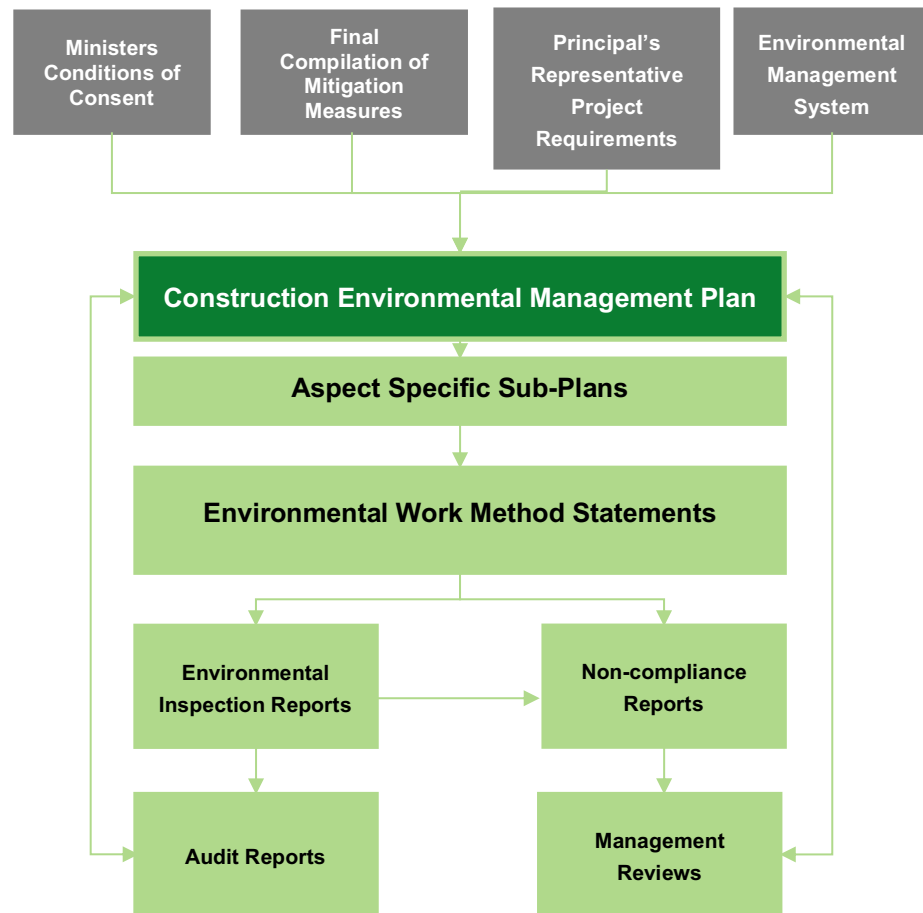 Ministers
Conditions of
Consent
Final
Compilation of
Mitigation
Measures
Principal’s
Representative
Project
Requirements
Environmental
Management
System
Construction Environmental Management Plan
Aspect Specific Sub-Plans
Environmental Work Method Statements
Environmental
Inspection Reports
Non-compliance
Reports
Audit Reports
Management
Reviews